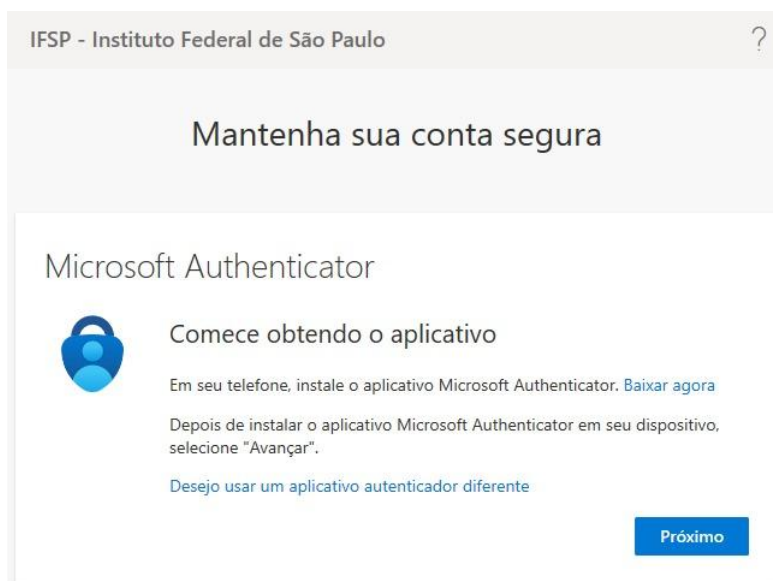 IFSP - Instituto Federal de São Paulo
?
Mantenha sua conta segura
Microsoft Authenticator
Comece obtendo o aplicativo
Em seu telefone, instale o aplicativo Microsoft Authenticator. Baixar agora
Depois de instalar o aplicativo Microsoft Authenticator em seu dispositivo,
selecione "Avançar".
Desejo usar um aplicativo autenticador diferente
Próximo